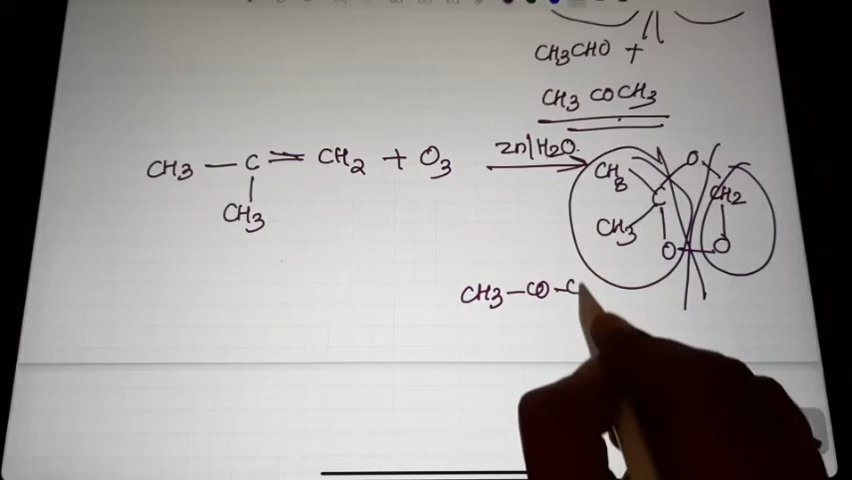 CH3CHO +
CH3 COCH3
CH3 — C = CH2 + O3
Zn/H2O
CH3
O
CH3
C
CH2
CH3
O
O
CH3 — CO — C